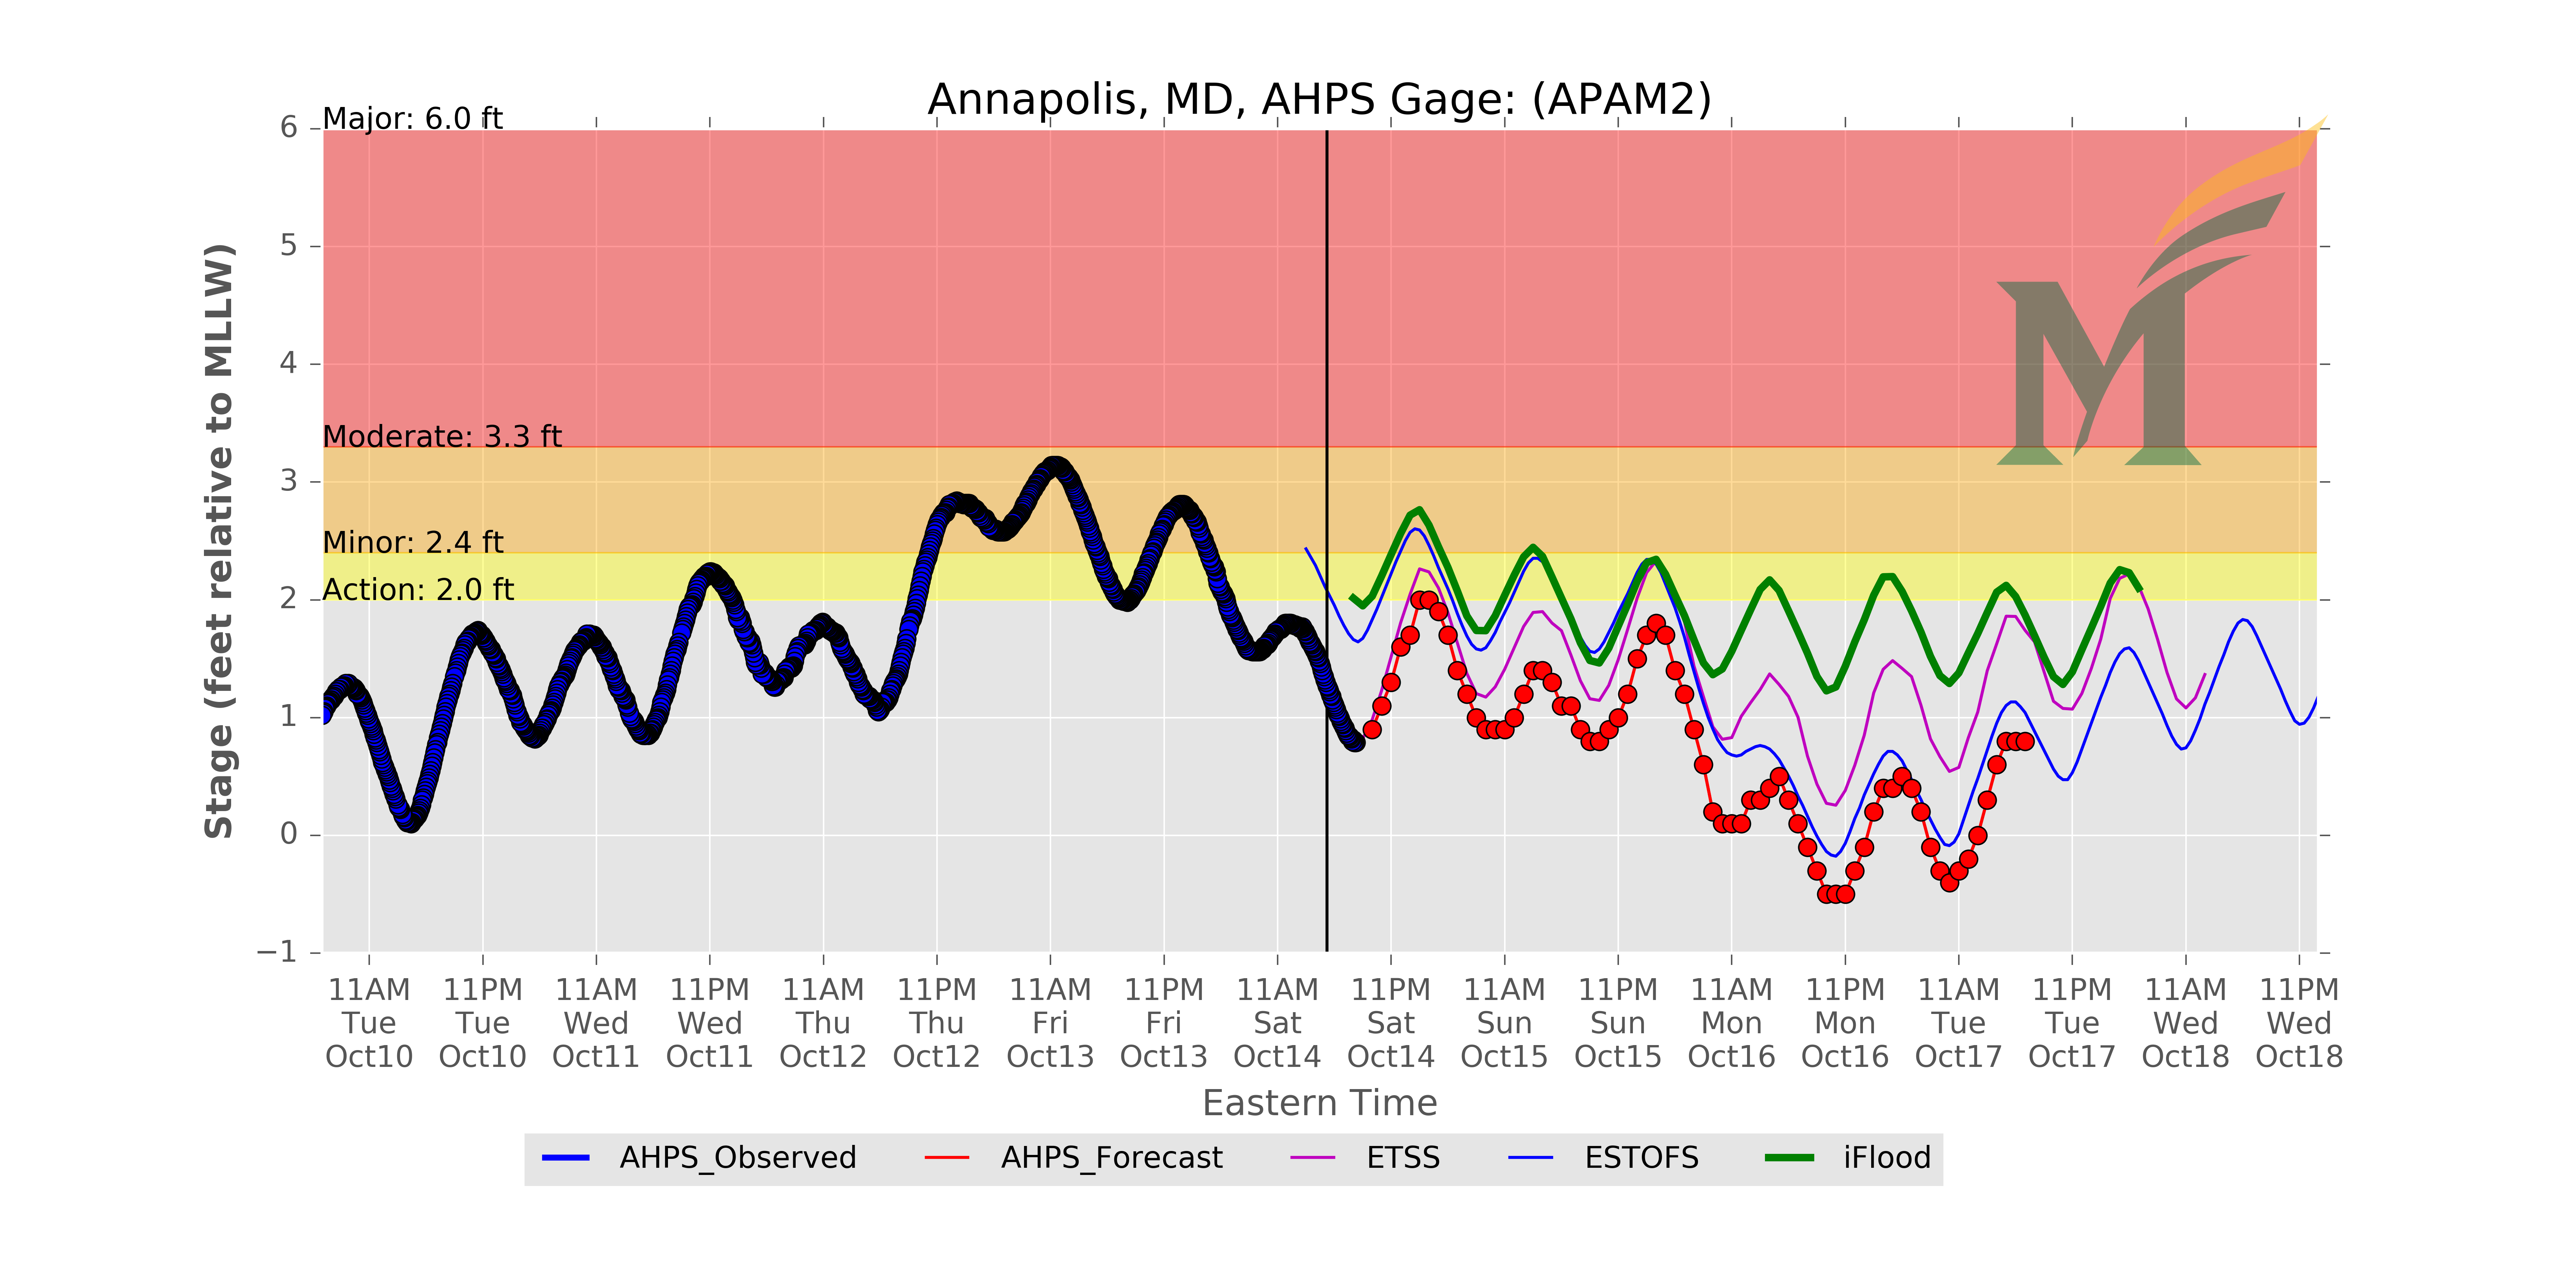 Annapolis, MD, AHPS Gage: (APAM2)
Major: 6.0 ft
Moderate: 3.3 ft
Minor: 2.4 ft
Action: 2.0 ft
Stage (feet relative to MLLW)
6
5
4
3
2
1
0
−1
11AM 11PM 11AM 11PM 11AM 11PM 11AM 11PM 11AM 11PM 11AM 11PM 11AM 11PM 11AM 11PM 11AM 11PM
Tue Tue Wed Wed Thu Thu Fri Fri Sat Sat Sun Sun Mon Mon Tue Tue Wed Wed
Oct10 Oct10 Oct11 Oct11 Oct12 Oct12 Oct13 Oct13 Oct14 Oct14 Oct15 Oct15 Oct16 Oct16 Oct17 Oct17 Oct18 Oct18
Eastern Time
AHPS_Observed AHPS_Forecast ETSS ESTOFS iFlood